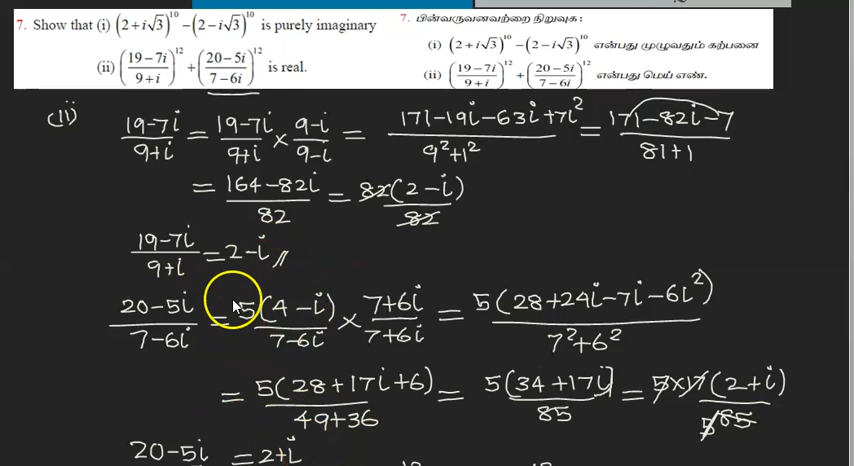 7. Show that (i) (2+i√3)^10 − (2−i√3)^10 is purely imaginary
(ii) ((19−7i)/(9+i))^12 + ((20−5i)/(7−6i))^12 is real.
7. பின்வருவனவற்றை நிறுவுக :
(i) (2+i√3)^10 − (2−i√3)^10 என்பது முழுவதும் கற்பனை
(ii) ((19−7i)/(9+i))^12 + ((20−5i)/(7−6i))^12 என்பது மெய் எண்.
(ii) (19−7i)/(9+i) = (19−7i)/(9+i) × (9−i)/(9−i) = (171−19i−63i+7i²)/(9²+1²) = (171−82i−7)/(81+1)
= (164−82i)/82 = 82(2−i)/82
(19−7i)/(9+i) = 2−i //
(20−5i)/(7−6i) = 5(4−i)/(7−6i) × (7+6i)/(7+6i) = 5(28+24i−7i−6i²)/(7²+6²)
= 5(28+17i+6)/(49+36) = 5(34+17i)/85 = 5×17(2+i)/85
20−5i = 2+i